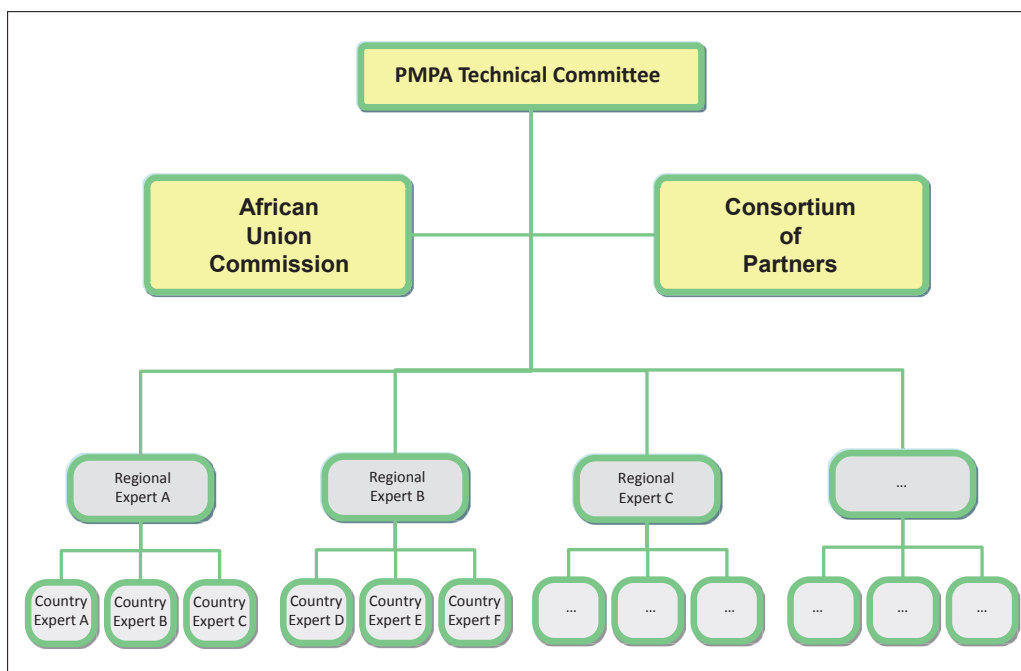 PMPA Technical Committee
African
Union
Commission
Consortium
of
Partners
Regional
Expert A
Regional
Expert B
Regional
Expert C
...
Country
Expert A
Country
Expert B
Country
Expert C
Country
Expert D
Country
Expert E
Country
Expert F
...
...
...
...
...
...